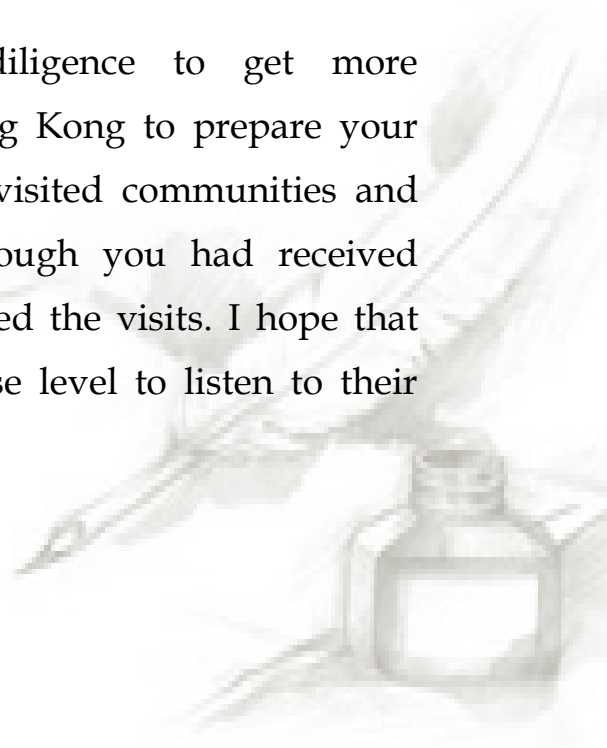 diligence to get more
g Kong to prepare your
visited communities and
ough you had received
ed the visits. I hope that
se level to listen to their